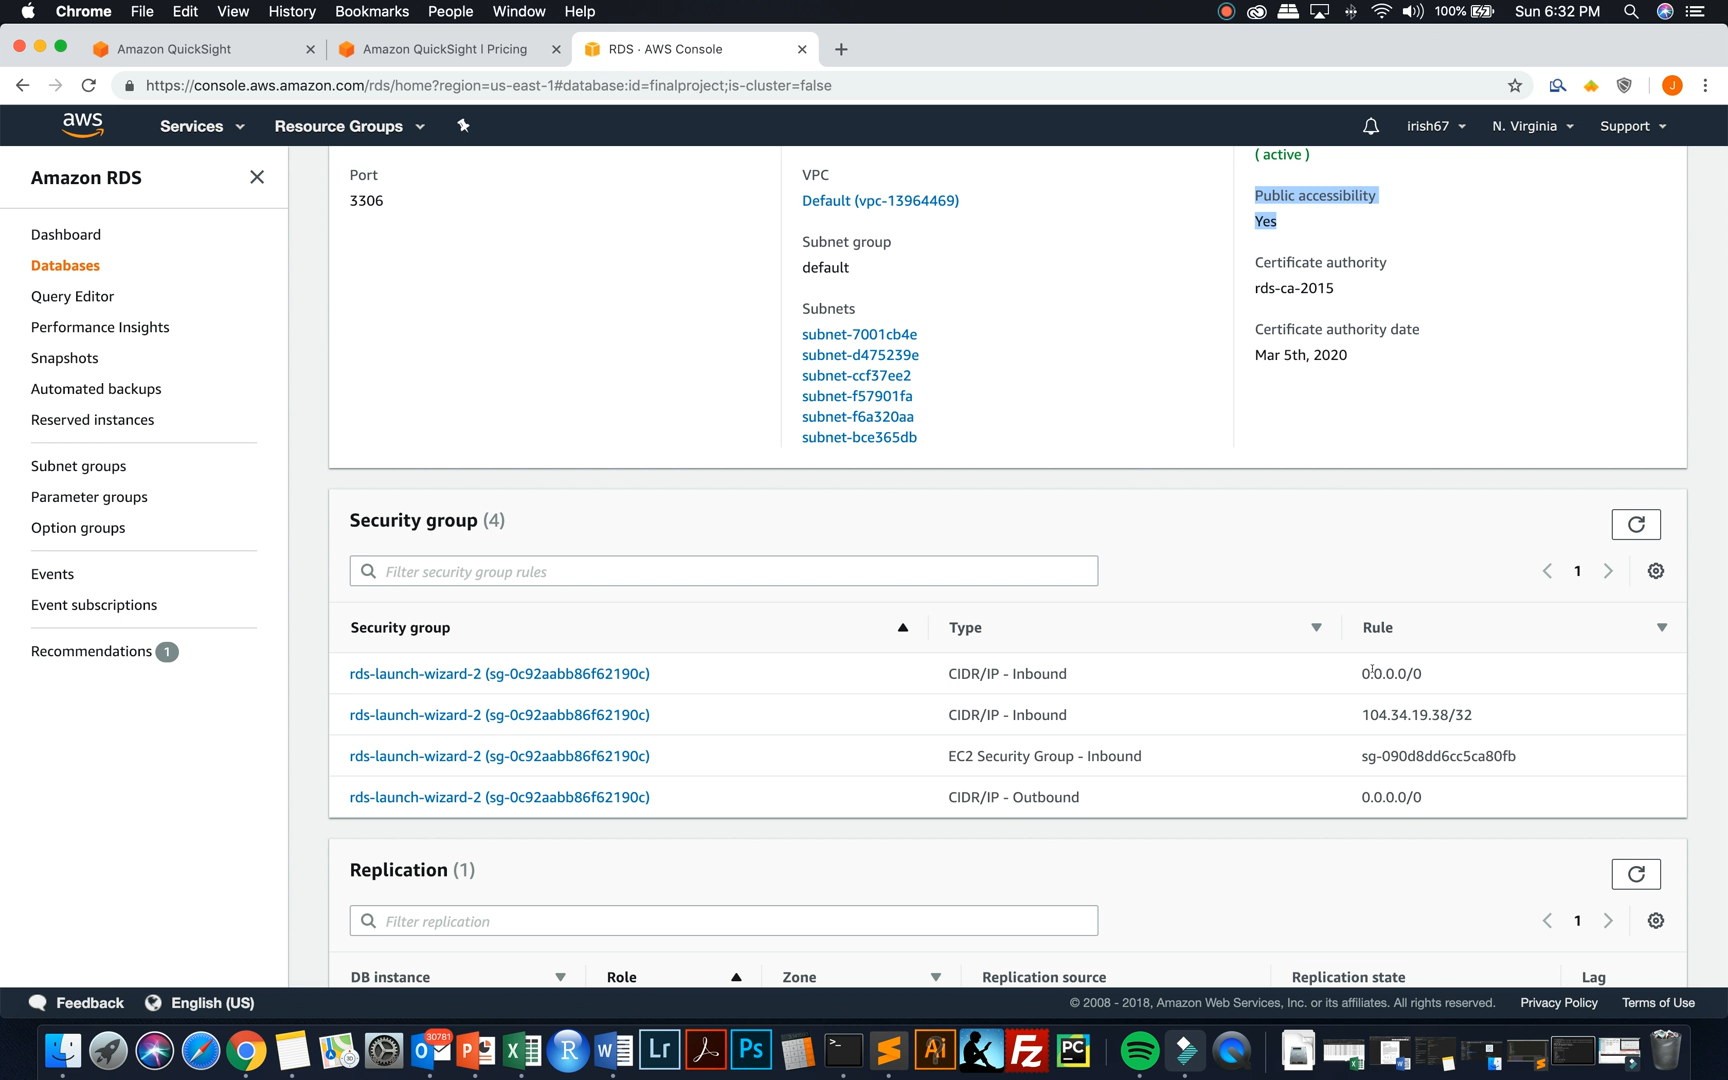 Chrome File Edit View History Bookmarks People Window Help 100% Sun 6:32 PM
Amazon QuickSight Amazon QuickSight | Pricing RDS · AWS Console
https://console.aws.amazon.com/rds/home?region=us-east-1#database:id=finalproject;is-cluster=false J
aws Services Resource Groups irish67 N. Virginia Support
Amazon RDS
Dashboard
Databases
Query Editor
Performance Insights
Snapshots
Automated backups
Reserved instances
Subnet groups
Parameter groups
Option groups
Events
Event subscriptions
Recommendations 1
Port
3306
VPC
Default (vpc-13964469)
Subnet group
default
Subnets
subnet-7001cb4e
subnet-d475239e
subnet-ccf37ee2
subnet-f57901fa
subnet-f6a320aa
subnet-bce365db
( active )
Public accessibility
Yes
Certificate authority
rds-ca-2015
Certificate authority date
Mar 5th, 2020
Security group (4)
Filter security group rules
1
Security group Type Rule
rds-launch-wizard-2 (sg-0c92aabb86f62190c) CIDR/IP - Inbound 0.0.0.0/0
rds-launch-wizard-2 (sg-0c92aabb86f62190c) CIDR/IP - Inbound 104.34.19.38/32
rds-launch-wizard-2 (sg-0c92aabb86f62190c) EC2 Security Group - Inbound sg-090d8dd6cc5ca80fb
rds-launch-wizard-2 (sg-0c92aabb86f62190c) CIDR/IP - Outbound 0.0.0.0/0
Replication (1)
Filter replication
1
DB instance Role Zone Replication source Replication state Lag
Feedback English (US) © 2008 - 2018, Amazon Web Services, Inc. or its affiliates. All rights reserved. Privacy Policy Terms of Use
30781
Lr Ps Ai Fz PC